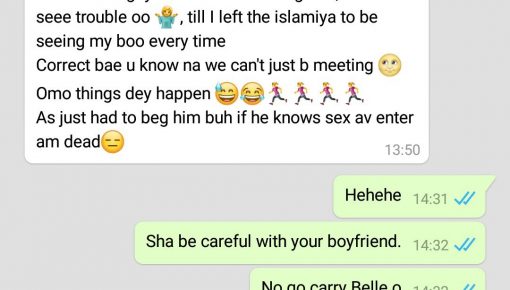 seee trouble oo 🤷‍♂️, till I left the islamiya to be
seeing my boo every time
Correct bae u know na we can't just b meeting 🌝
Omo things dey happen 😅😂🏃‍♀️🏃‍♀️🏃‍♀️🏃‍♀️
As just had to beg him buh if he knows sex av enter
am dead😑
13:50
Hehehe 14:31
Sha be careful with your boyfriend. 14:32
No go carry Belle o